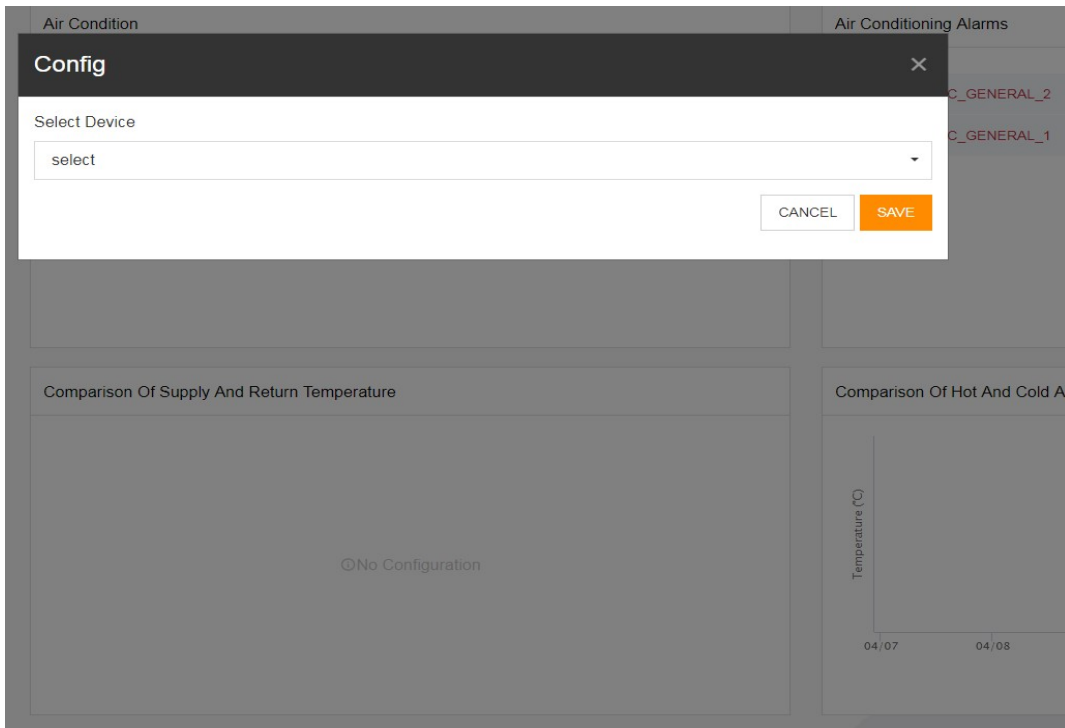 Air Condition
Air Conditioning Alarms
Config
×
C_GENERAL_2
Select Device
C_GENERAL_1
select
CANCEL
SAVE
Comparison Of Supply And Return Temperature
Comparison Of Hot And Cold A
Temperature (℃)
No Configuration
04/07
04/08